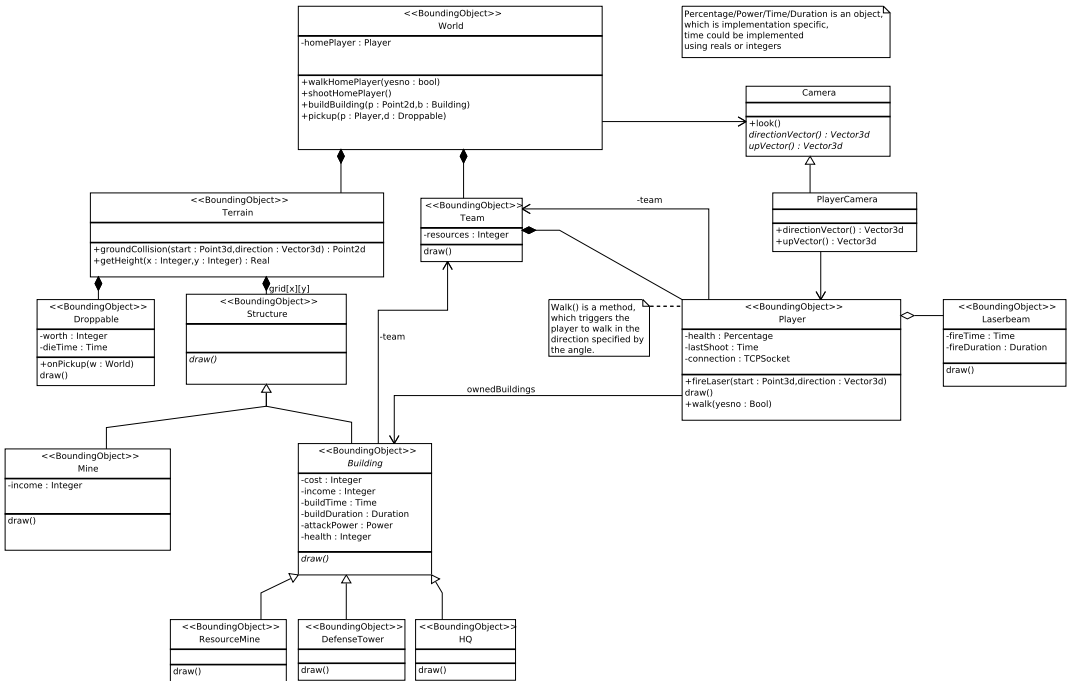 <<BoundingObject>>
World
-homePlayer : Player
+walkHomePlayer(yesno : bool)
+shootHomePlayer()
+buildBuilding(p : Point2d,b : Building)
+pickup(p : Player,d : Droppable)
Percentage/Power/Time/Duration is an object,
which is implementation specific,
time could be implemented
using reals or integers
Camera
+look()
directionVector() : Vector3d
upVector() : Vector3d
<<BoundingObject>>
Terrain
+groundCollision(start : Point3d,direction : Vector3d) : Point2d
+getHeight(x : Integer,y : Integer) : Real
<<BoundingObject>>
Team
-resources : Integer
draw()
-team
PlayerCamera
+directionVector() : Vector3d
+upVector() : Vector3d
grid[x][y]
<<BoundingObject>>
Droppable
-worth : Integer
-dieTime : Time
+onPickup(w : World)
draw()
<<BoundingObject>>
Structure
draw()
-team
Walk() is a method,
which triggers the
player to walk in the
direction specified by
the angle.
<<BoundingObject>>
Player
-health : Percentage
-lastShoot : Time
-connection : TCPSocket
+fireLaser(start : Point3d,direction : Vector3d)
draw()
+walk(yesno : Bool)
<<BoundingObject>>
Laserbeam
-fireTime : Time
-fireDuration : Duration
draw()
ownedBuildings
<<BoundingObject>>
Mine
-income : Integer
draw()
<<BoundingObject>>
Building
-cost : Integer
-income : Integer
-buildTime : Time
-buildDuration : Duration
-attackPower : Power
-health : Integer
draw()
<<BoundingObject>>
ResourceMine
draw()
<<BoundingObject>>
DefenseTower
draw()
<<BoundingObject>>
HQ
draw()